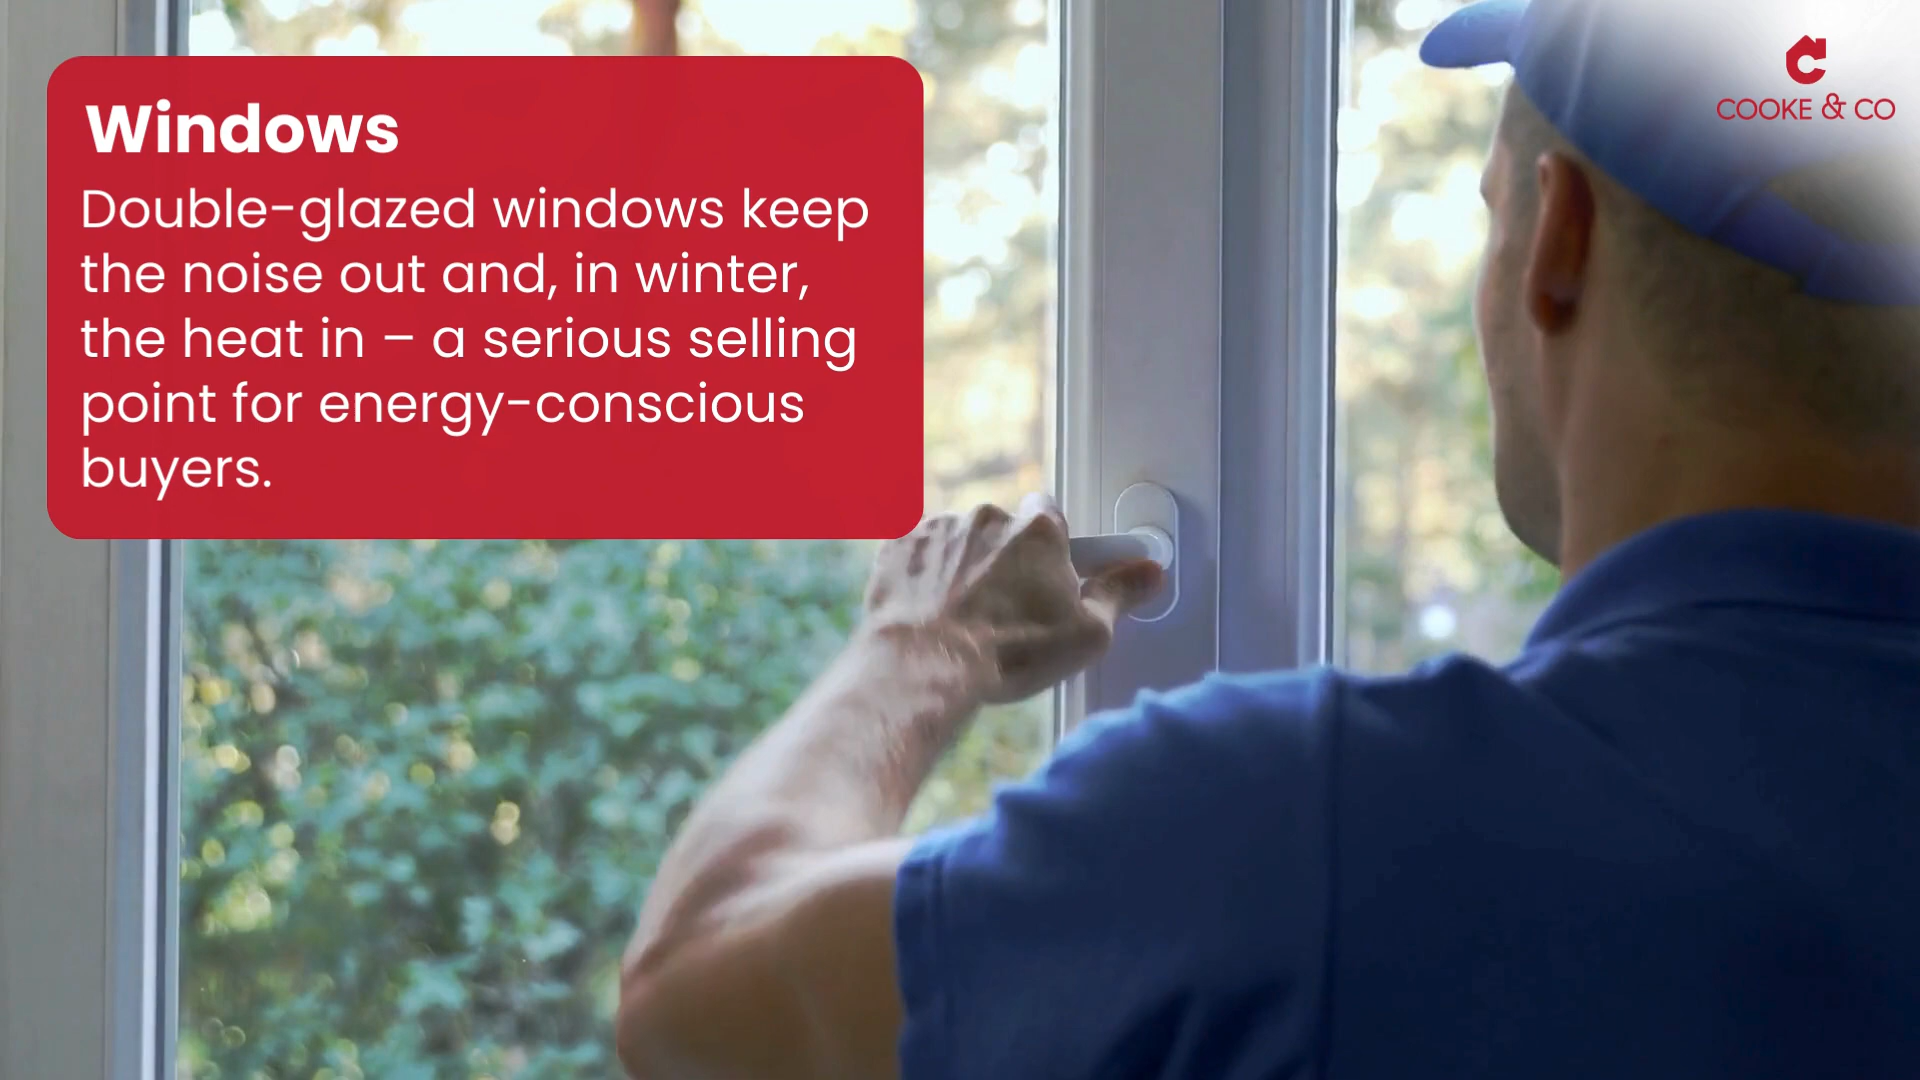 Windows
Double-glazed windows keep
the noise out and, in winter,
the heat in – a serious selling
point for energy-conscious
buyers.
COOKE & CO